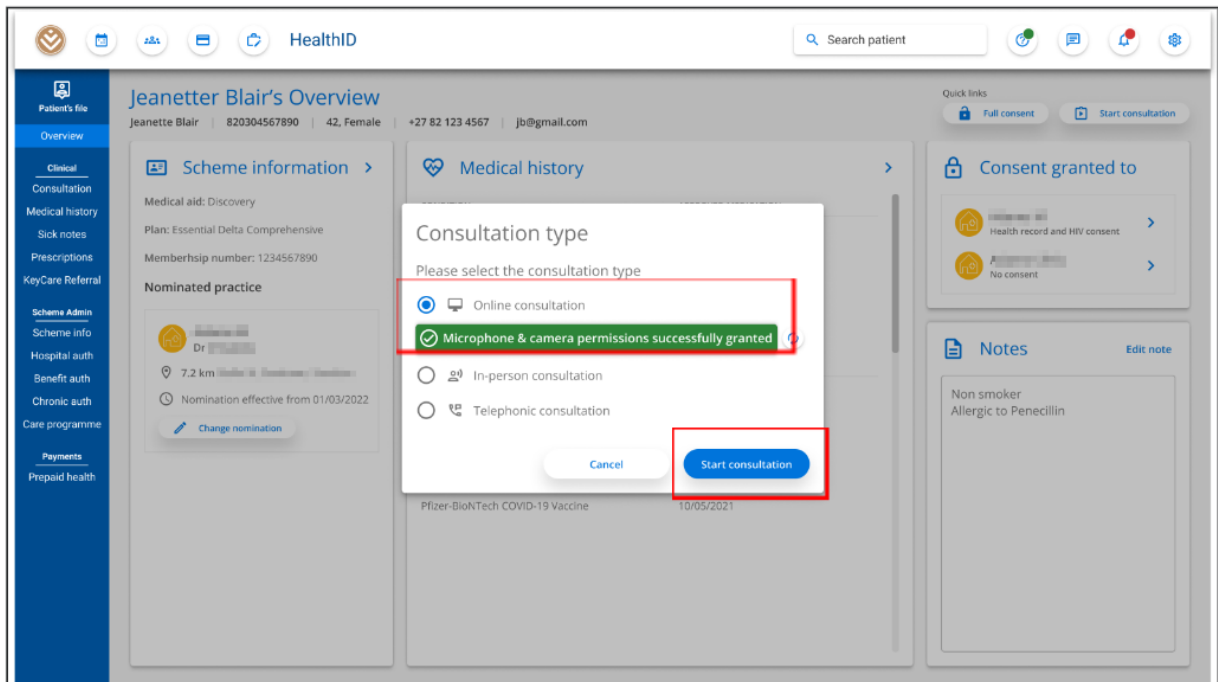 HealthID
Search patient
Patient's file
Overview
Clinical
Consultation
Medical history
Sick notes
Prescriptions
KeyCare Referral
Scheme Admin
Scheme info
Hospital auth
Benefit auth
Chronic auth
Care programme
Payments
Prepaid health
Jeanetter Blair's Overview
Jeanette Blair | 820304567890 | 42, Female | +27 82 123 4567 | jb@gmail.com
Quick links
Full consent
Start consultation
Scheme information
Medical aid: Discovery
Plan: Essential Delta Comprehensive
Memberhsip number: 1234567890
Nominated practice
Dr
7.2 km
Nomination effective from 01/03/2022
Change nomination
Medical history
Consultation type
Please select the consultation type
Online consultation
Microphone & camera permissions successfully granted
In-person consultation
Telephonic consultation
Cancel
Start consultation
Pfizer-BioNTech COVID-19 Vaccine 10/05/2021
Consent granted to
Health record and HIV consent
No consent
Notes
Edit note
Non smoker
Allergic to Penecillin